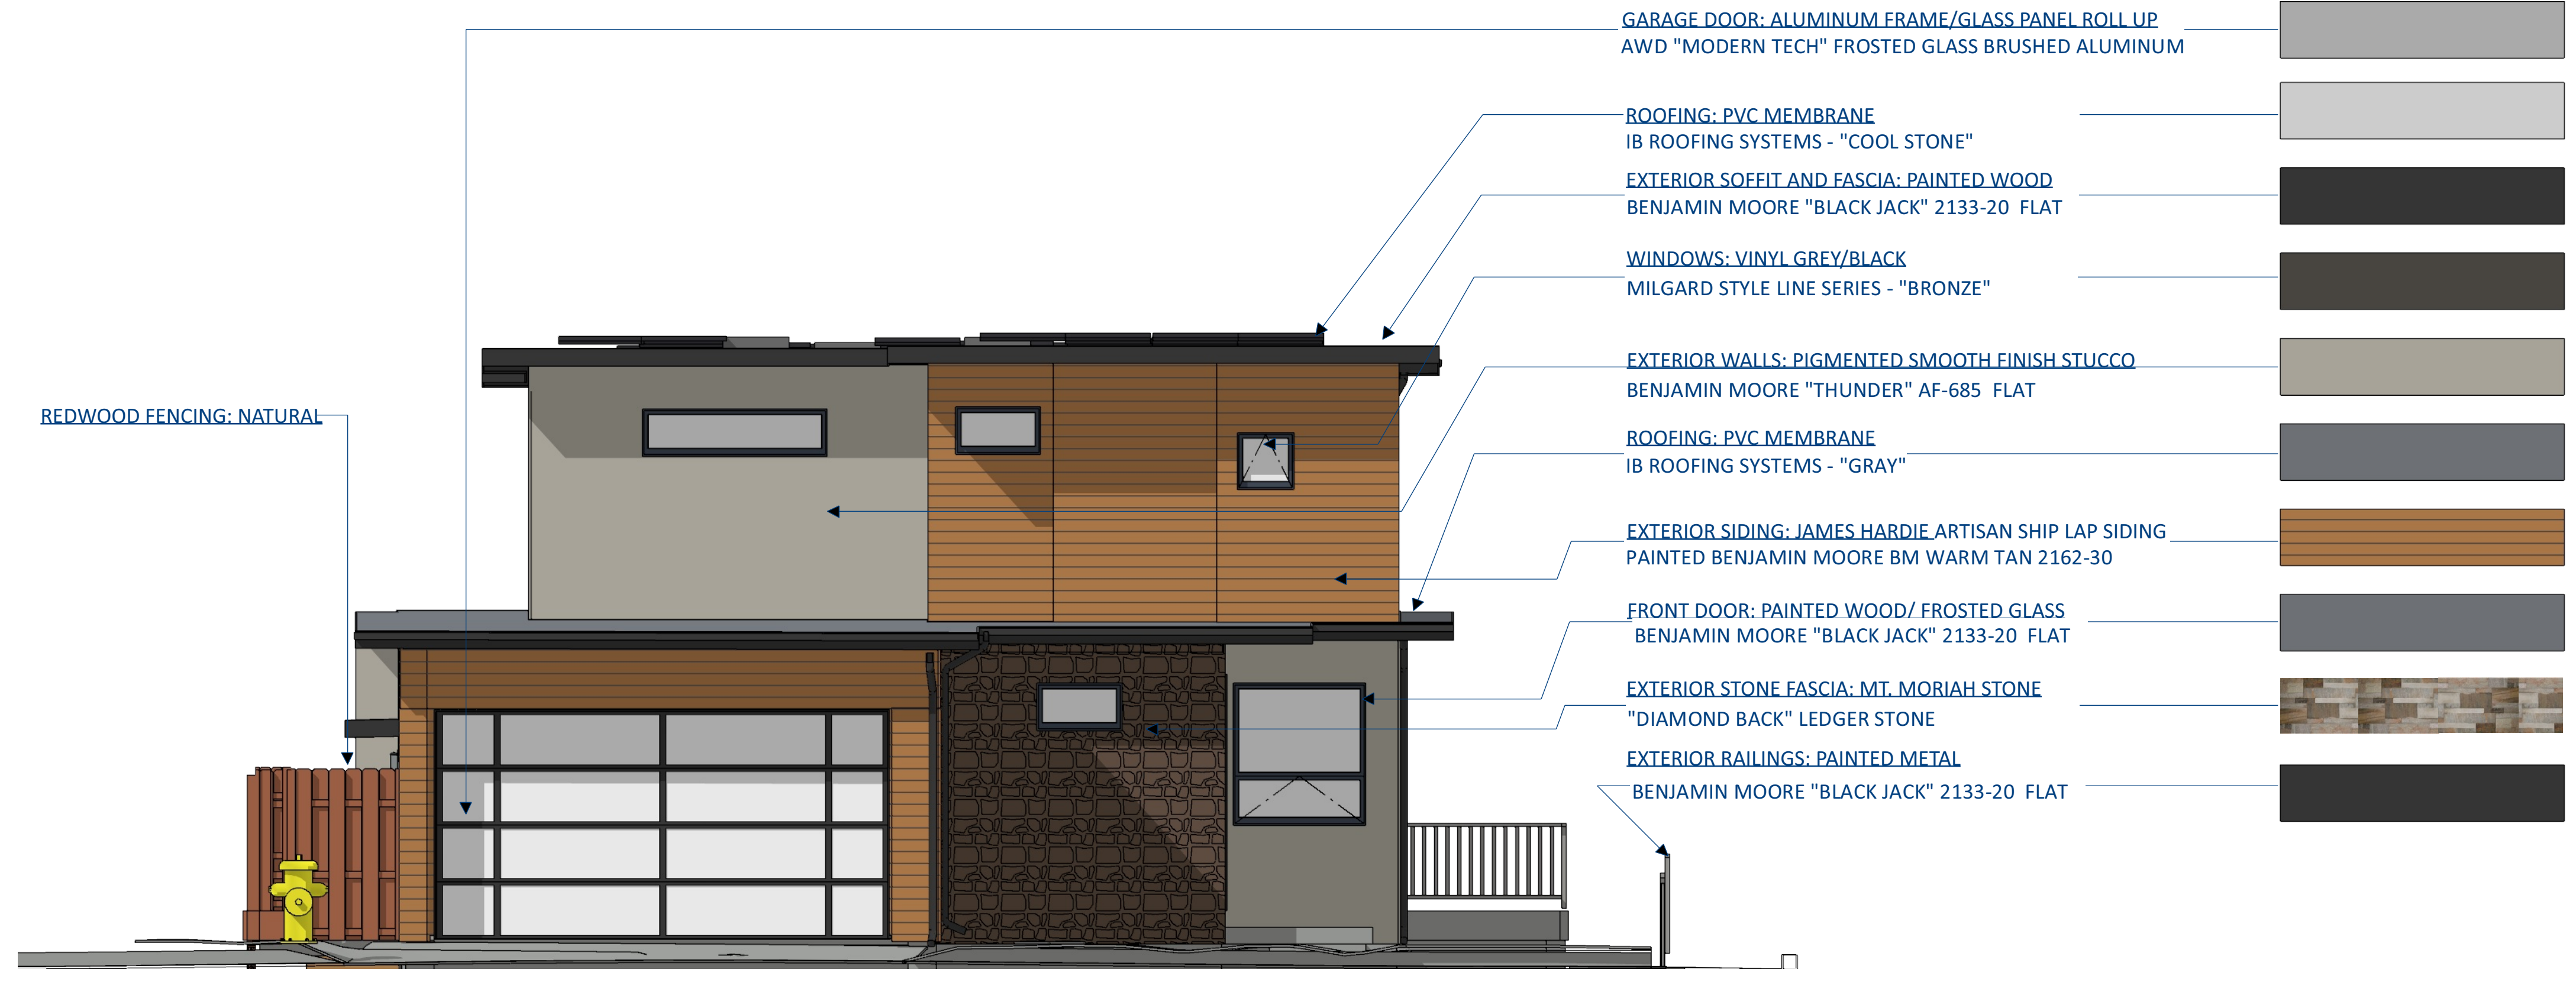 GARAGE DOOR: ALUMINUM FRAME/GLASS PANEL ROLL UP
AWD "MODERN TECH" FROSTED GLASS BRUSHED ALUMINUM
ROOFING: PVC MEMBRANE
IB ROOFING SYSTEMS - "COOL STONE"
EXTERIOR SOFFIT AND FASCIA: PAINTED WOOD
BENJAMIN MOORE "BLACK JACK" 2133-20 FLAT
WINDOWS: VINYL GREY/BLACK
MILGARD STYLE LINE SERIES - "BRONZE"
EXTERIOR WALLS: PIGMENTED SMOOTH FINISH STUCCO
BENJAMIN MOORE "THUNDER" AF-685 FLAT
REDWOOD FENCING: NATURAL
ROOFING: PVC MEMBRANE
IB ROOFING SYSTEMS - "GRAY"
EXTERIOR SIDING: JAMES HARDIE ARTISAN SHIP LAP SIDING
PAINTED BENJAMIN MOORE BM WARM TAN 2162-30
FRONT DOOR: PAINTED WOOD/ FROSTED GLASS
BENJAMIN MOORE "BLACK JACK" 2133-20 FLAT
EXTERIOR STONE FASCIA: MT. MORIAH STONE
"DIAMOND BACK" LEDGER STONE
EXTERIOR RAILINGS: PAINTED METAL
BENJAMIN MOORE "BLACK JACK" 2133-20 FLAT